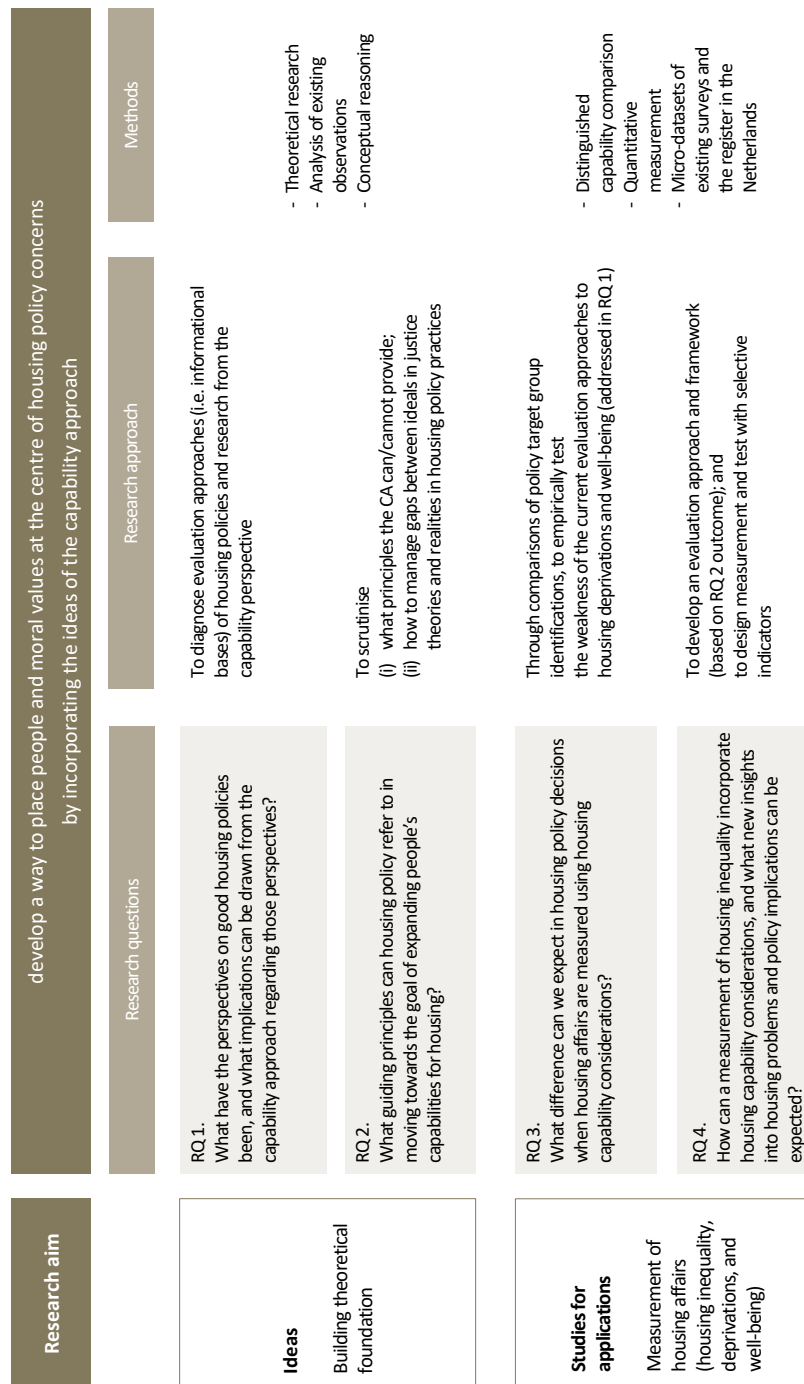 Research aim
develop a way to place people and moral values at the centre of housing policy concerns
by incorporating the ideas of the capability approach
Research questions
Research approach
Methods
Ideas
Building theoretical
foundation
RQ 1.
What have the perspectives on good housing policies
been, and what implications can be drawn from the
capability approach regarding those perspectives?
To diagnose evaluation approaches (i.e. informational
bases) of housing policies and research from the
capability perspective
RQ 2.
What guiding principles can housing policy refer to in
moving towards the goal of expanding people’s
capabilities for housing?
To scrutinise
(i) what principles the CA can/cannot provide;
(ii) how to manage gaps between ideals in justice
theories and realities in housing policy practices
- Theoretical research
- Analysis of existing
observations
- Conceptual reasoning
Studies for
applications
Measurement of
housing affairs
(housing inequality,
deprivations, and
well-being)
RQ 3.
What difference can we expect in housing policy decisions
when housing affairs are measured using housing
capability considerations?
Through comparisons of policy target group
identifications, to empirically test
the weakness of the current evaluation approaches to
housing deprivations and well-being (addressed in RQ 1)
RQ 4.
How can a measurement of housing inequality incorporate
housing capability considerations, and what new insights
into housing problems and policy implications can be
expected?
To develop an evaluation approach and framework
(based on RQ 2 outcome); and
to design measurement and test with selective
indicators
- Distinguished
capability comparison
- Quantitative
measurement
- Micro-datasets of
existing surveys and
the register in the
Netherlands